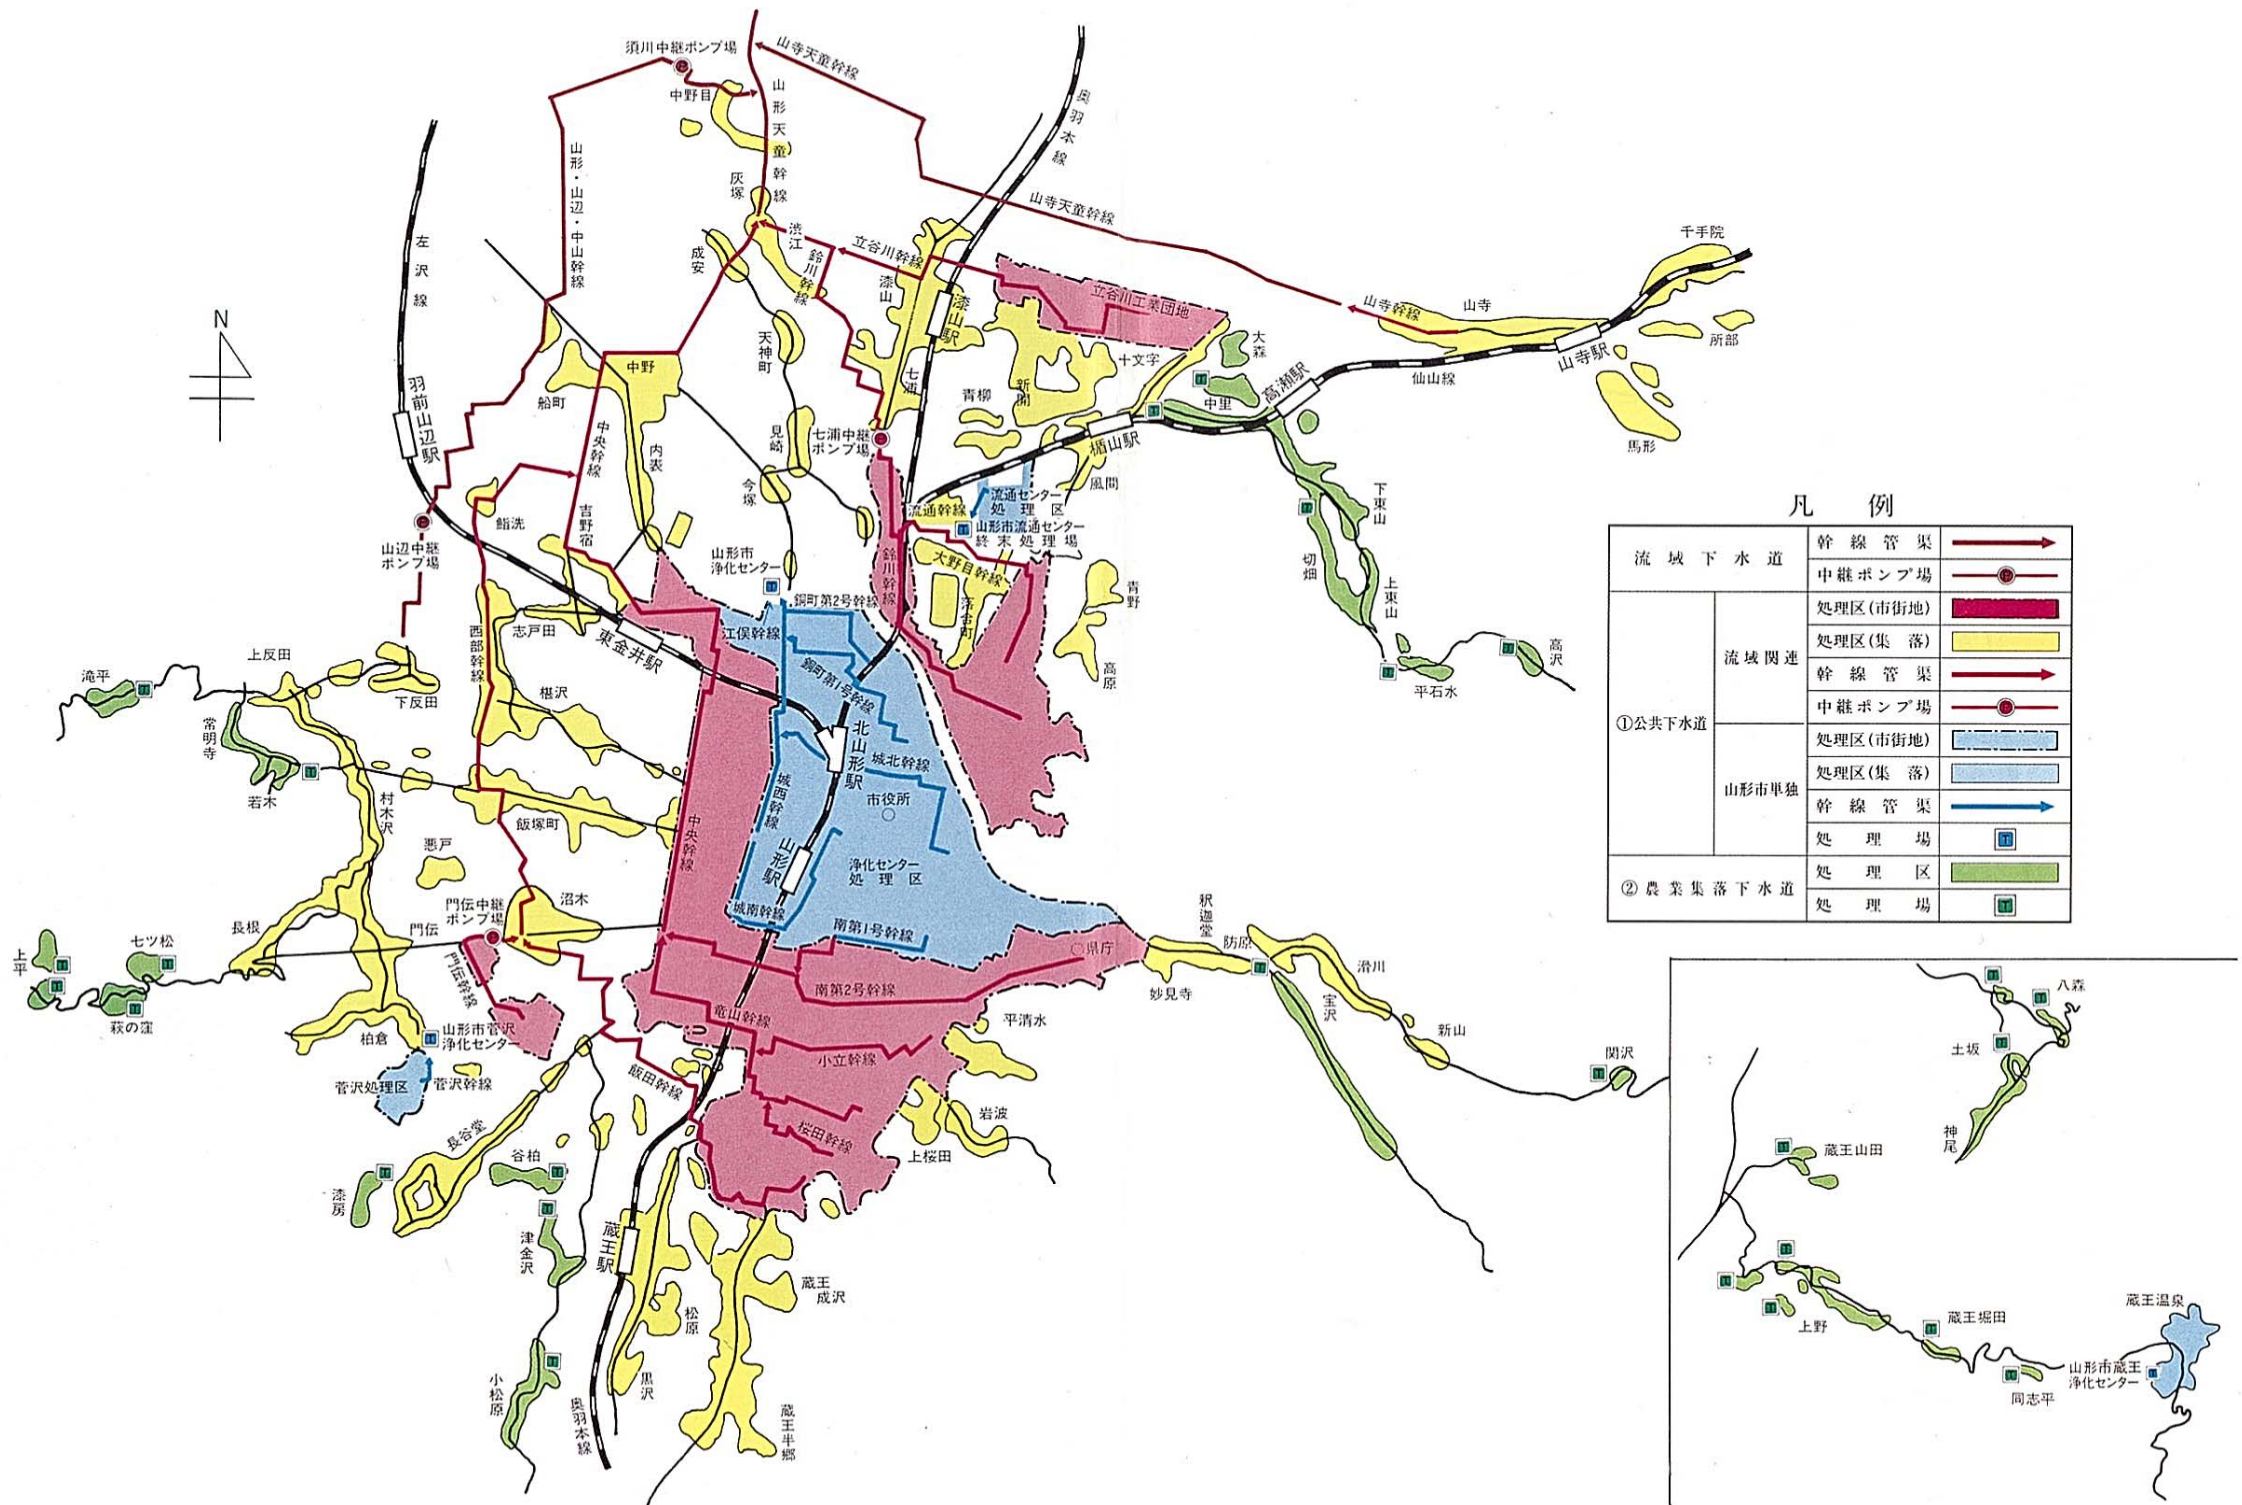 須川中継ポンプ場
山寺天童幹線
中野目
山形天童幹線
奥羽本線
山形・山辺・中山幹線
灰塚
左沢線
渋江
成安
鈴川幹線
立谷川幹線
漆山
漆山駅
山寺天童幹線
立谷川工業団地
千手院
山寺幹線
山寺
所部
山寺駅
馬形
大森
十文字
中里
高瀬駅
仙山線
N
天神町
七浦
新開
青柳
中野
船町
羽前山辺駅
中央幹線
内表
見崎
七浦中継
ポンプ場
楯山駅
今塚
風間
流通幹線
流通センター
処理区
山形市流通センター
終末処理場
下東山
切畑
上東山
高沢
平石水
鮨洗
吉野宿
山辺中継
ポンプ場
山形市
浄化センター
鈴川幹線
大野目幹線
落合町
青野
高原
銅町第2号幹線
江俣幹線
銅町第1号幹線
志戸田
東金井駅
西部幹線
椹沢
上反田
下反田
滝平
常明寺
若木
村木沢
飯塚町
悪戸
北山形駅
城北幹線
城西幹線
市役所
中央幹線
山形駅
浄化センター
処理区
城南幹線
南第1号幹線
門伝中継
ポンプ場
沼木
門伝
門伝幹線
長根
七ツ松
上平
萩の窪
柏倉
山形市菅沢
浄化センター
菅沢処理区
菅沢幹線
県庁
南第2号幹線
竜山幹線
小立幹線
飯田幹線
桜田幹線
釈迦堂
防原
妙見寺
滑川
宝沢
新山
関沢
平清水
岩波
上桜田
長谷堂
谷柏
漆房
津金沢
蔵王駅
蔵王
成沢
松原
黒沢
小松原
奥羽本線
蔵王半郷
凡例
流域下水道
幹線管渠
中継ポンプ場
①公共下水道
流域関連
処理区(市街地)
処理区(集落)
幹線管渠
中継ポンプ場
山形市単独
処理区(市街地)
処理区(集落)
幹線管渠
処理場
②農業集落下水道
処理区
処理場
八森
土坂
神尾
蔵王山田
上野
蔵王堀田
同志平
蔵王温泉
山形市蔵王
浄化センター